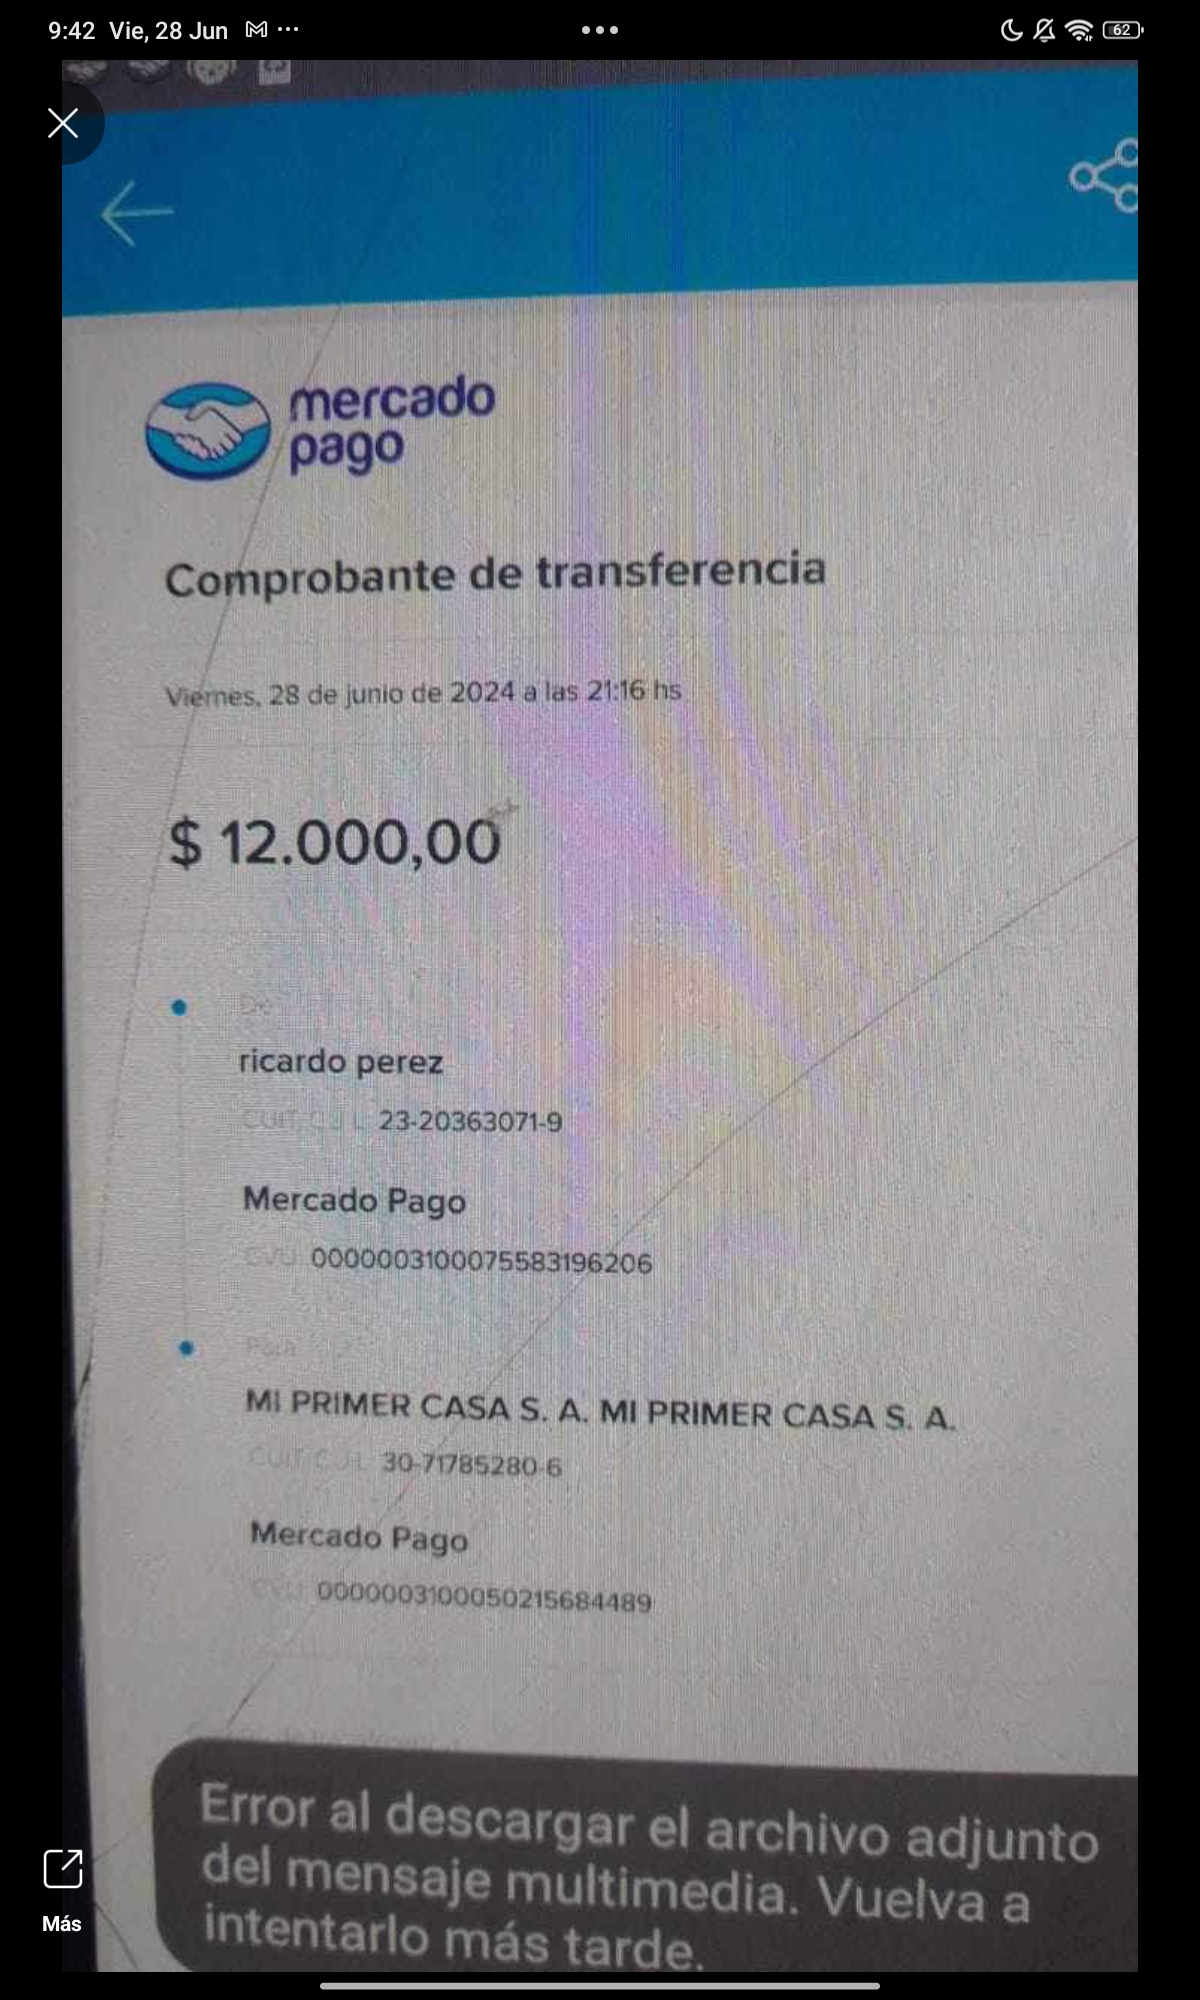 9:42 Vie, 28 Jun
62
mercado
pago
Comprobante de transferencia
Viernes, 28 de junio de 2024 a las 21:16 hs
$ 12.000,00
De
ricardo perez
CUIT/CUIL 23-20363071-9
Mercado Pago
CVU 0000003100075583196206
Para
MI PRIMER CASA S. A. MI PRIMER CASA S. A.
CUIT/CUIL 30-71785280-6
Mercado Pago
CVU 0000003100050215684489
Error al descargar el archivo adjunto
del mensaje multimedia. Vuelva a
intentarlo más tarde.
Más